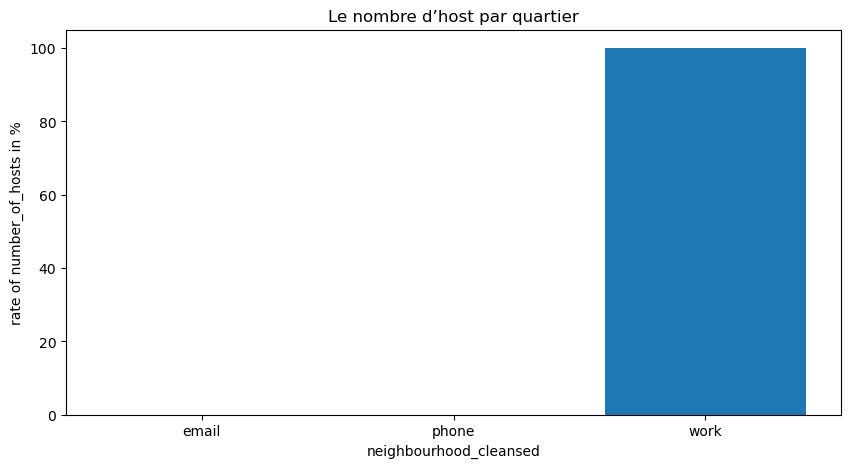 Le nombre d’host par quartier
rate of number_of_hosts in %
100
80
60
40
20
0
email phone work
neighbourhood_cleansed